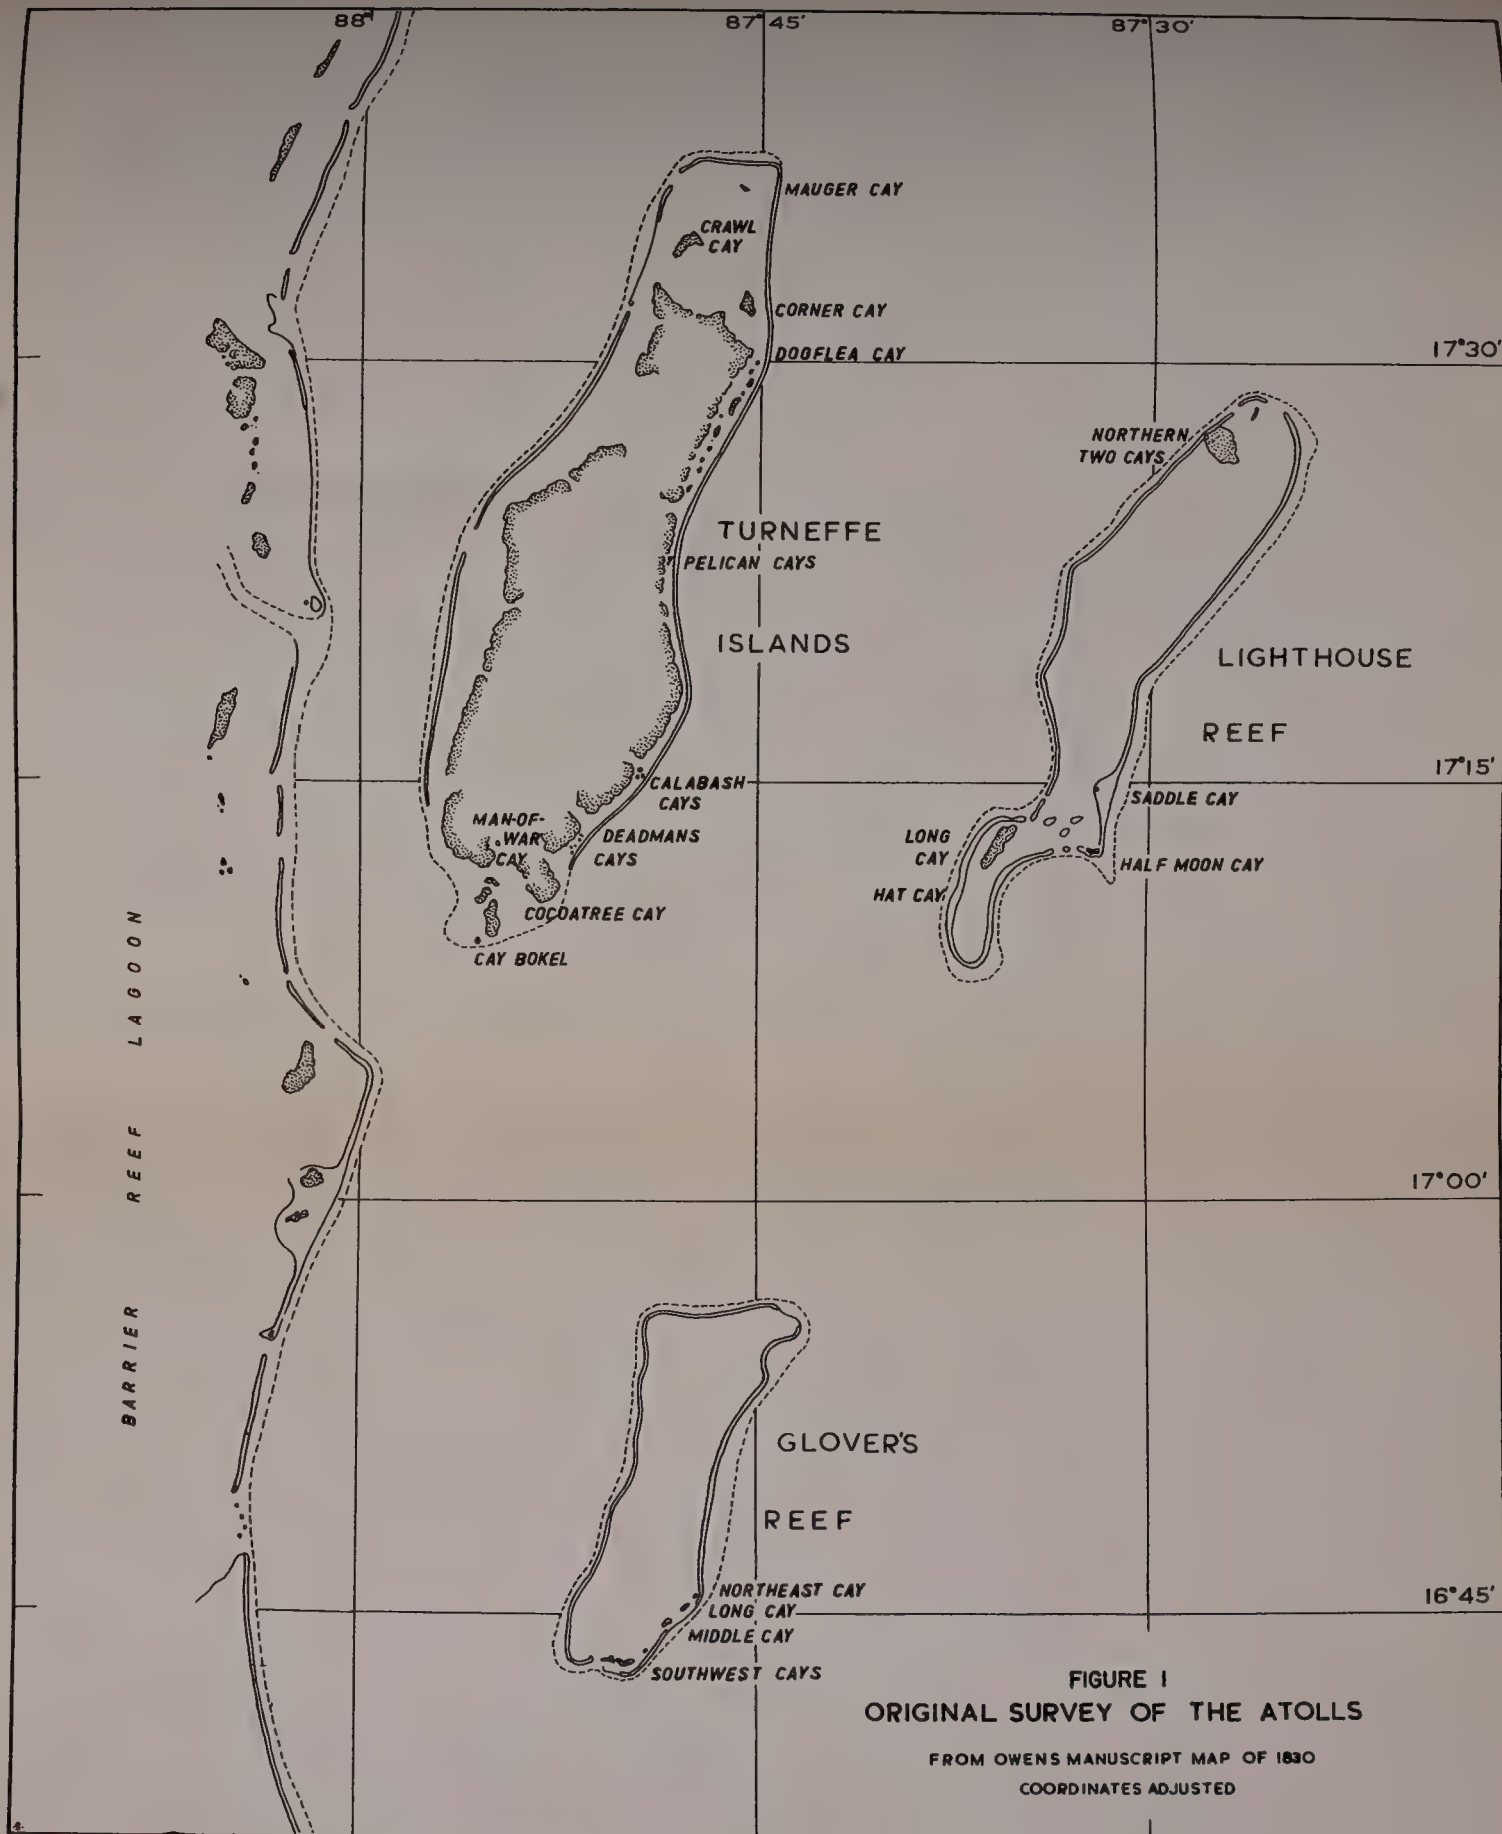 88°
87°45'
87°30'
MAUGER CAY
CRAWL
CAY
CORNER CAY
DOGFLEA CAY
17°30'
NORTHERN
TWO CAYS
TURNEFFE
PELICAN CAYS
ISLANDS
LIGHTHOUSE
REEF
17°15'
CALABASH
CAYS
SADDLE CAY
MAN-OF-
WAR
CAY
DEADMANS
CAYS
LONG
CAY
HALF MOON CAY
HAT CAY
COCOATREE CAY
CAY BOKEL
BARRIER REEF LAGOON
17°00'
GLOVER'S
REEF
NORTHEAST CAY
LONG CAY
16°45'
MIDDLE CAY
SOUTHWEST CAYS
FIGURE 1
ORIGINAL SURVEY OF THE ATOLLS
FROM OWENS MANUSCRIPT MAP OF 1830
COORDINATES ADJUSTED